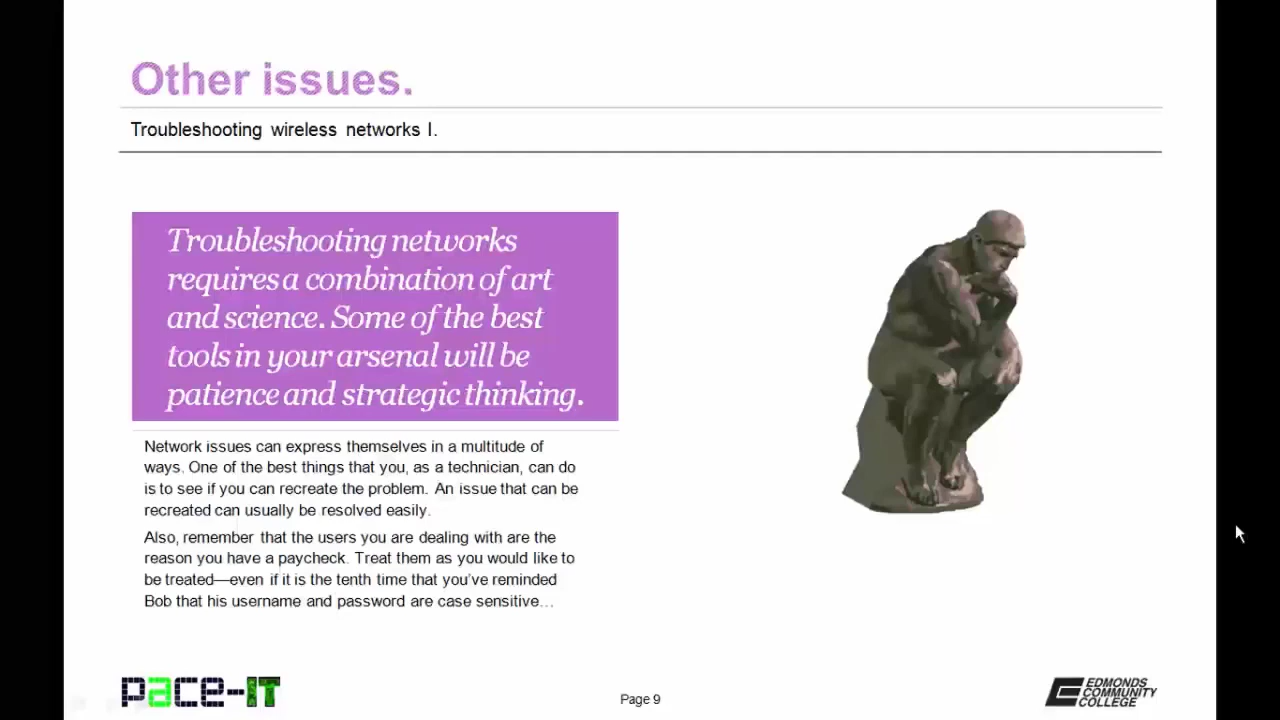 Other issues.
Troubleshooting wireless networks I.
Troubleshooting networks
requires a combination of art
and science. Some of the best
tools in your arsenal will be
patience and strategic thinking.
Network issues can express themselves in a multitude of
ways. One of the best things that you, as a technician, can do
is to see if you can recreate the problem. An issue that can be
recreated can usually be resolved easily.
Also, remember that the users you are dealing with are the
reason you have a paycheck. Treat them as you would like to
be treated—even if it is the tenth time that you've reminded
Bob that his username and password are case sensitive…
pace-IT
Page 9
EDMONDS
COMMUNITY
COLLEGE